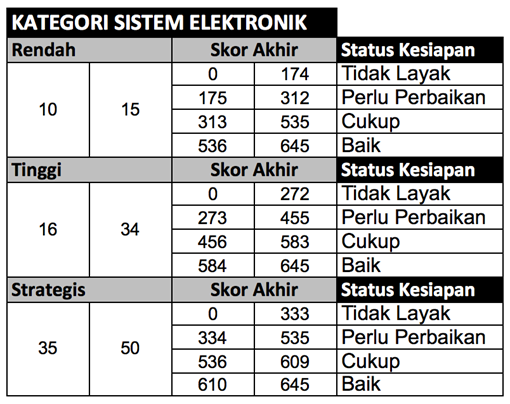 KATEGORI SISTEM ELEKTRONIK
Rendah Skor Akhir Status Kesiapan
10 15 0 174 Tidak Layak
175 312 Perlu Perbaikan
313 535 Cukup
536 645 Baik
Tinggi Skor Akhir Status Kesiapan
16 34 0 272 Tidak Layak
273 455 Perlu Perbaikan
456 583 Cukup
584 645 Baik
Strategis Skor Akhir Status Kesiapan
35 50 0 333 Tidak Layak
334 535 Perlu Perbaikan
536 609 Cukup
610 645 Baik